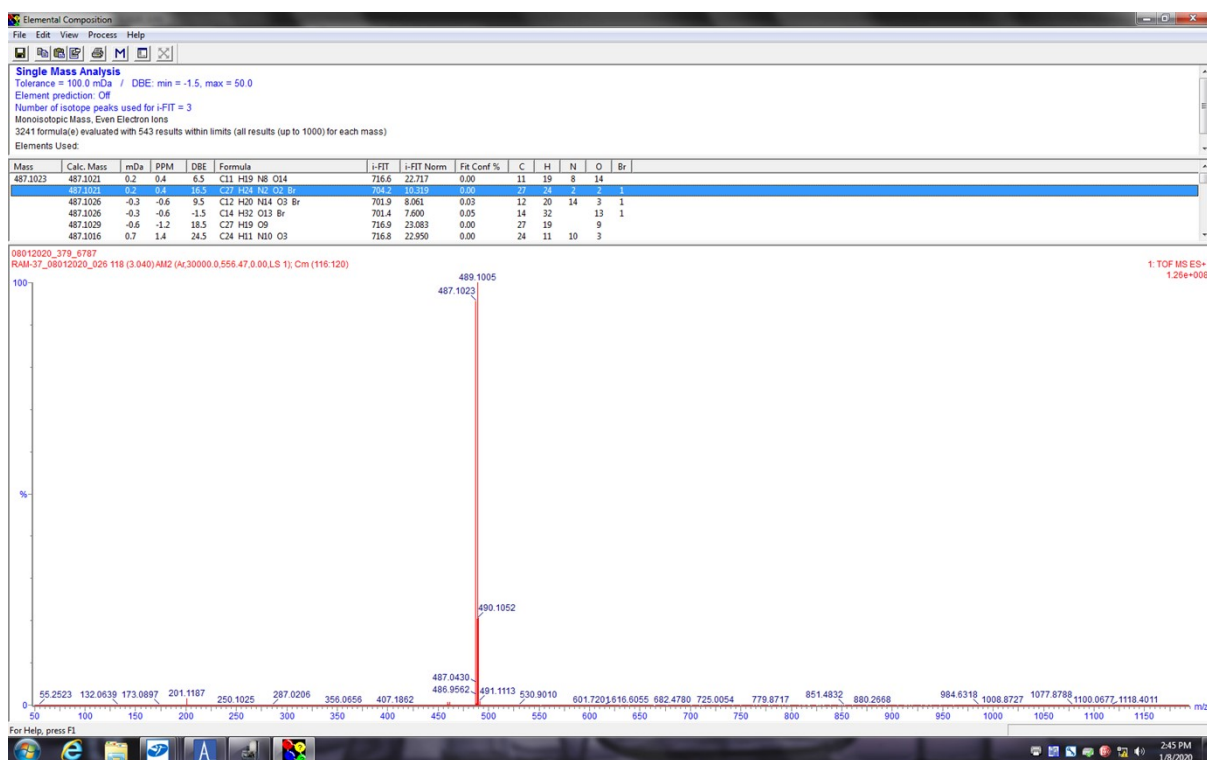 Elemental Composition
File Edit View Process Help
Single Mass Analysis
Tolerance = 100.0 mDa / DBE: min = -1.5, max = 50.0
Element prediction: Off
Number of isotope peaks used for i-FIT = 3
Monoisotopic Mass, Even Electron Ions
3241 formula(e) evaluated with 543 results within limits (all results (up to 1000) for each mass)
Elements Used:
Mass Calc. Mass mDa PPM DBE Formula i-FIT i-FIT Norm Fit Conf % C H N O Br
487.1023 487.1021 0.2 0.4 6.5 C11 H19 N8 O14 716.6 22.717 0.00 11 19 8 14
487.1021 0.2 0.4 16.5 C27 H24 N2 O2 Br 704.2 10.319 0.00 27 24 2 2 1
487.1026 -0.3 -0.6 9.5 C12 H20 N14 O3 Br 701.9 8.061 0.03 12 20 14 3 1
487.1026 -0.3 -0.6 -1.5 C14 H32 O13 Br 701.4 7.600 0.05 14 32 13 1
487.1029 -0.6 -1.2 18.5 C27 H19 O9 716.9 23.083 0.00 27 19 9
487.1016 0.7 1.4 24.5 C24 H11 N10 O3 716.8 22.950 0.00 24 11 10 3
08012020_379_6787
RAM-37_08012020_026 118 (3.040) AM2 (Ar,30000.0,556.47,0.00,LS 1); Cm (116:120)
1: TOF MS ES+
1.26e+008
489.1005
100
487.1023
%
490.1052
487.0430
486.9562 491.1113
55.2523 132.0639 173.0897 201.1187 250.1025 287.0206 356.0656 407.1862 530.9010 601.7201 616.6055 682.4780 725.0054 779.8717 851.4832 880.2668 984.6318 1008.8727 1077.8788 1100.0677 1118.4011
0
m/z
50 100 150 200 250 300 350 400 450 500 550 600 650 700 750 800 850 900 950 1000 1050 1100 1150
For Help, press F1
2:45 PM
1/8/2020